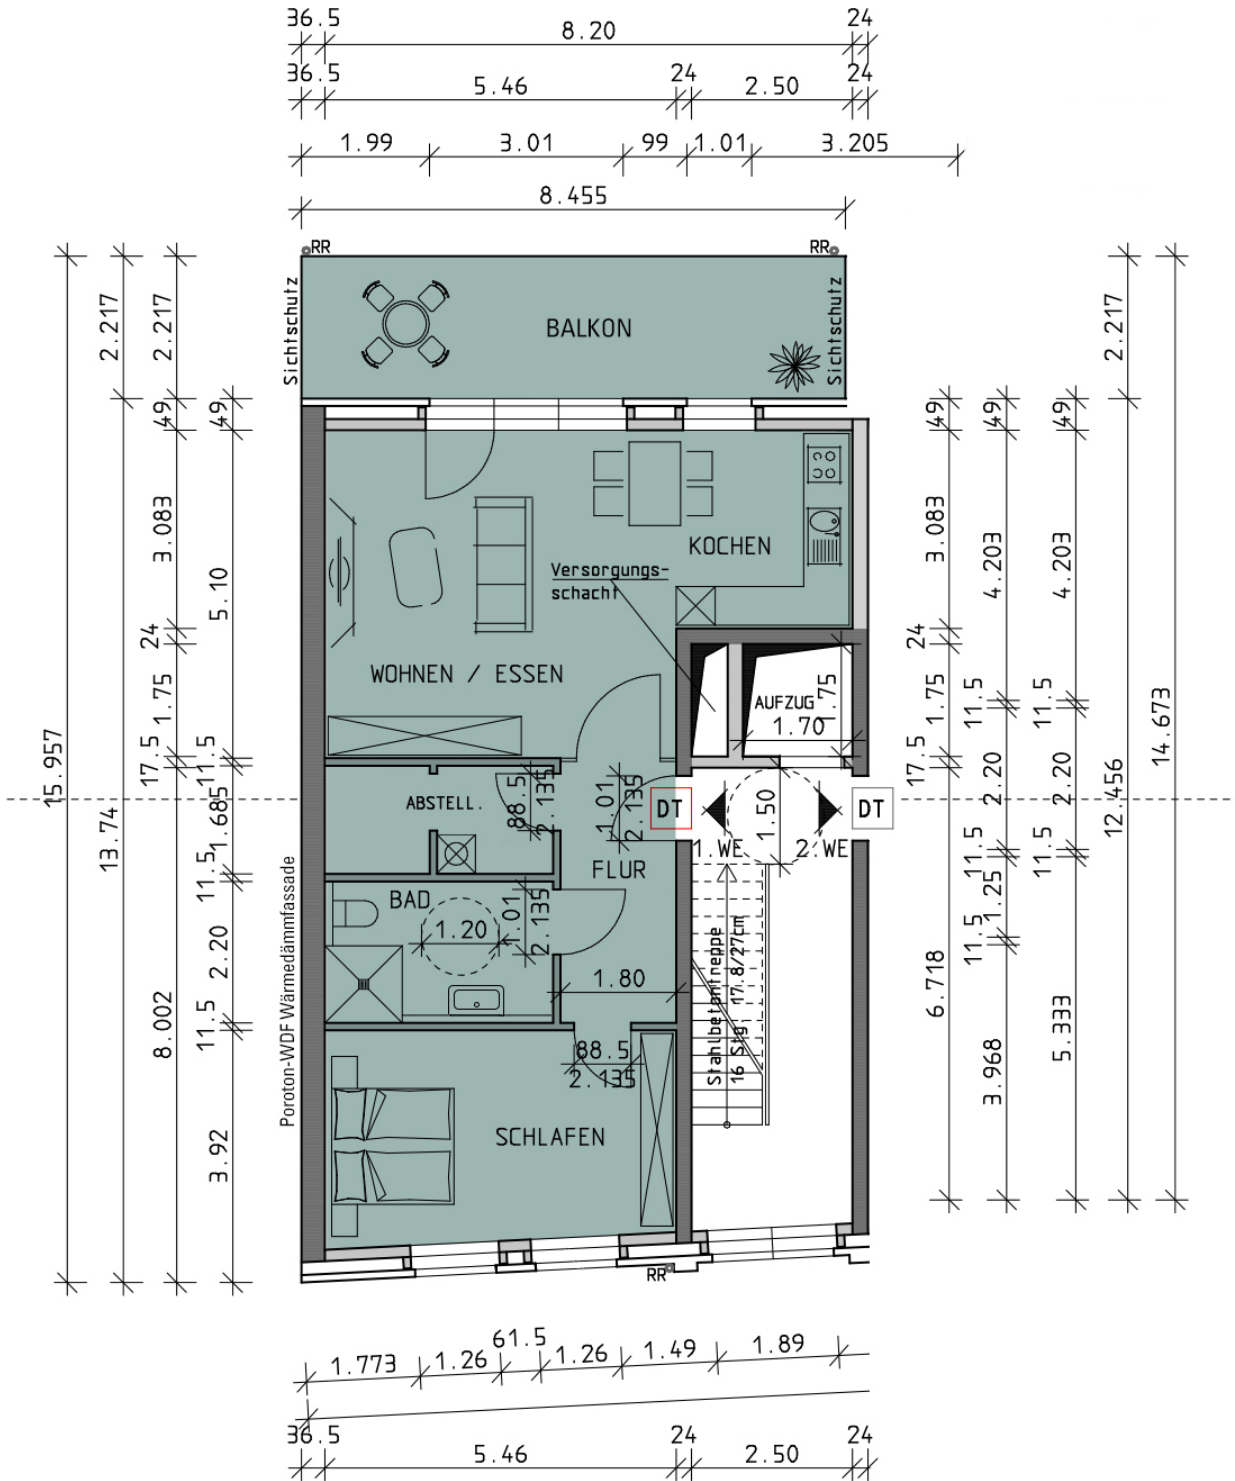 36.5 8.20 24
36.5 5.46 24 2.50 24
1.99 3.01 99 1.01 3.205
8.455
RR RR
Sichtschutz
BALKON
Sichtschutz
2.217 2.217
2.217
49 49
49 49 49
3.083
5.10
3.083
4.203
4.203
KOCHEN
Versorgungs-
schacht
24
24
WOHNEN / ESSEN
1.75
AUFZUG
1.75
1.70
1.75
11.5
11.5
15.957
14.673
17.5
11.5
17.5
2.20
2.20
12.456
ABSTELL.
88.5
2.135
1.01
2.135
DT
1.50
DT
1.WE 2.WE
13.74
1.685
11.5
FLUR
11.5
11.5
1.25
11.5
BAD
1.01
2.135
1.20
1.80
Poroton-WDF Wärmedämmfassade
2.20
11.5
8.002
6.718
Stahlbetontreppe
16 Stg. 17.8/27cm
88.5
2.135
5.333
3.968
SCHLAFEN
3.92
RR
1.773 1.26 61.5 1.26 1.49 1.89
36.5 5.46 24 2.50 24